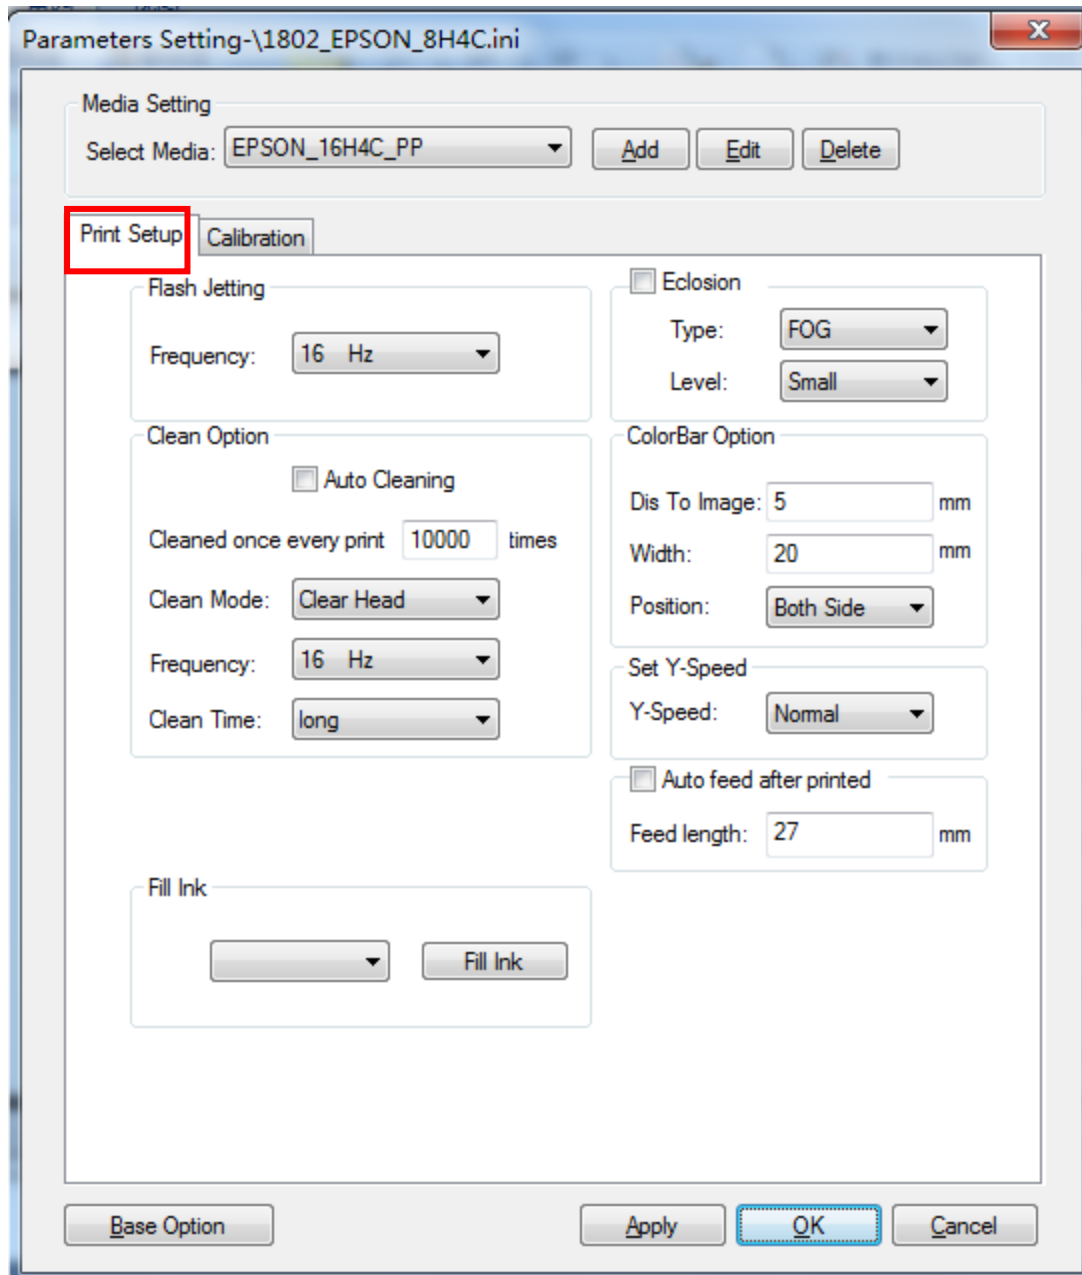 Parameters Setting-\1802_EPSON_8H4C.ini
Media Setting
Select Media: EPSON_16H4C_PP Add Edit Delete
Print Setup Calibration
Flash Jetting
Frequency: 16 Hz
Eclosion
Type: FOG
Level: Small
Clean Option
Auto Cleaning
Cleaned once every print 10000 times
Clean Mode: Clear Head
Frequency: 16 Hz
Clean Time: long
ColorBar Option
Dis To Image: 5 mm
Width: 20 mm
Position: Both Side
Set Y-Speed
Y-Speed: Normal
Auto feed after printed
Feed length: 27 mm
Fill Ink
Fill Ink
Base Option Apply OK Cancel